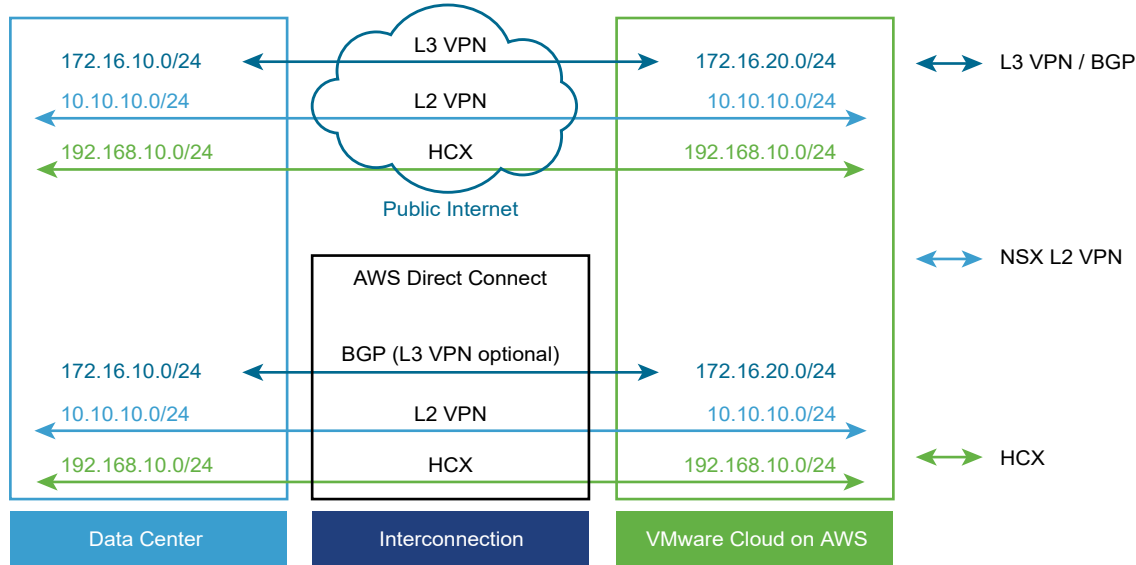 172.16.10.0/24
L3 VPN
172.16.20.0/24
L3 VPN / BGP
10.10.10.0/24
L2 VPN
10.10.10.0/24
192.168.10.0/24
HCX
192.168.10.0/24
Public Internet
NSX L2 VPN
AWS Direct Connect
BGP (L3 VPN optional)
172.16.10.0/24
172.16.20.0/24
10.10.10.0/24
L2 VPN
10.10.10.0/24
192.168.10.0/24
HCX
192.168.10.0/24
HCX
Data Center
Interconnection
VMware Cloud on AWS